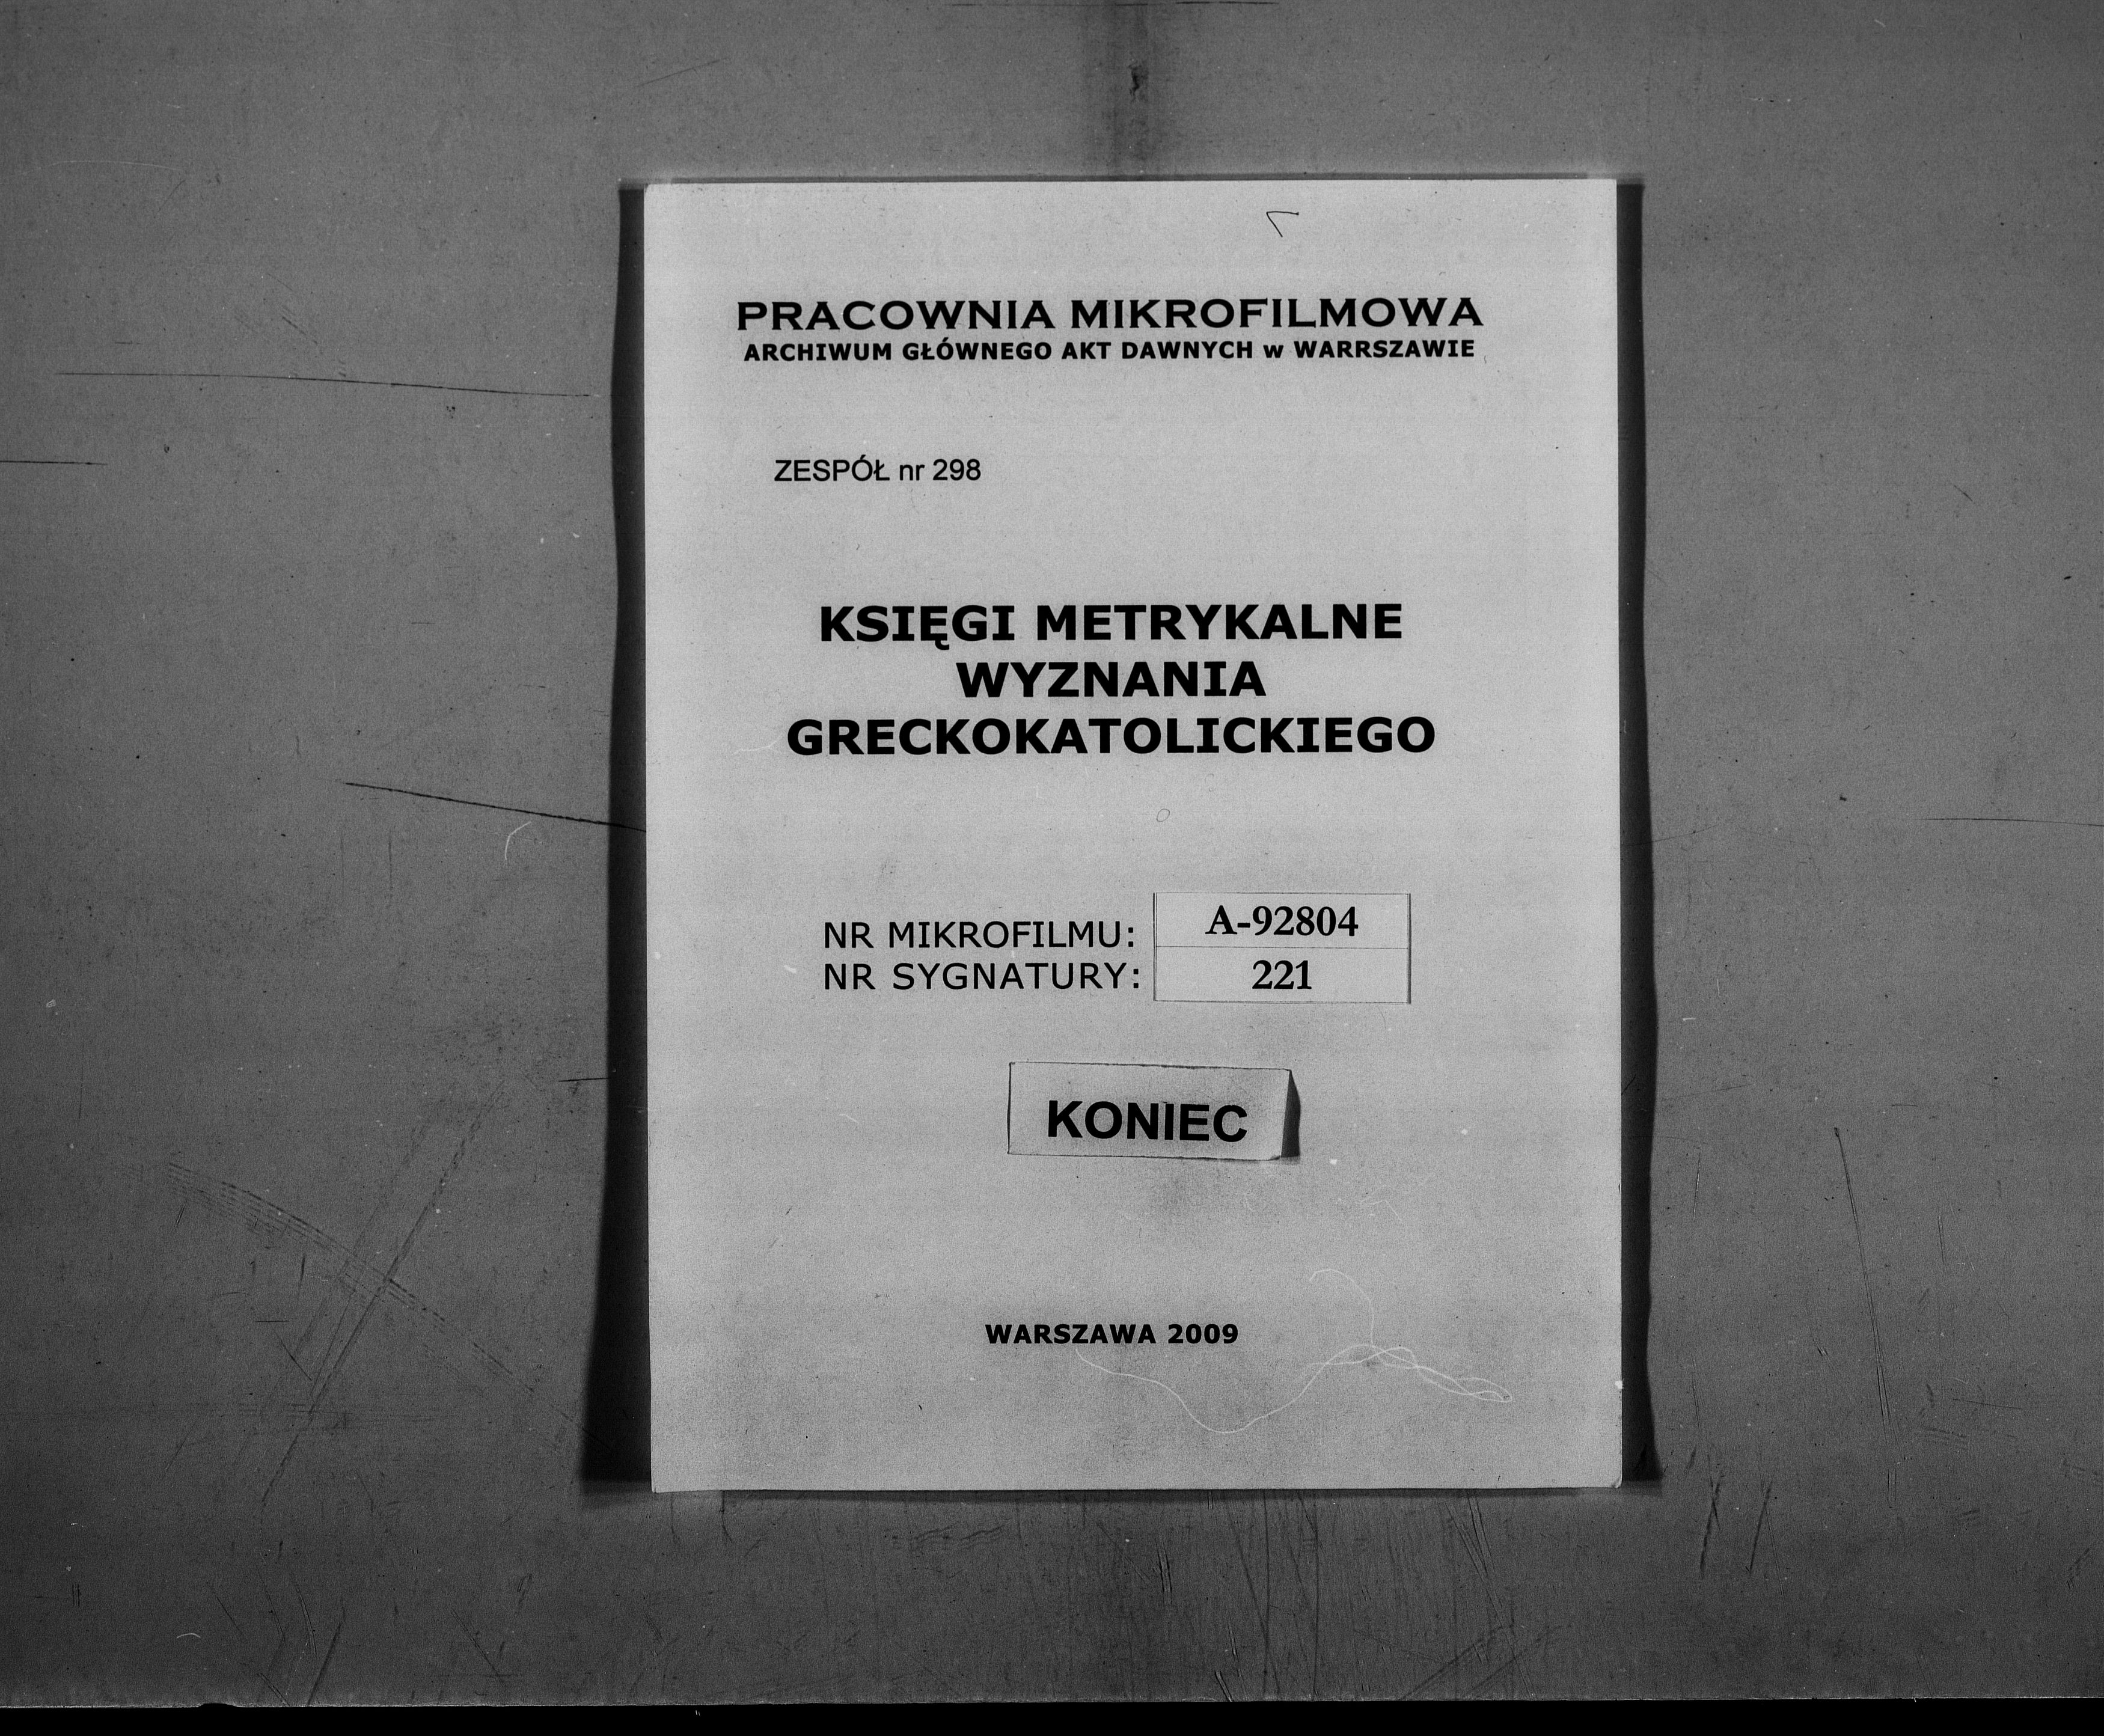 PRACOWNIA MIKROFILMOWA
ARCHIWUM GŁÓWNEGO AKT DAWNYCH w WARRSZAWIE
ZESPÓŁ nr 298
KSIĘGI METRYKALNE
WYZNANIA
GRECKOKATOLICKIEGO
NR MIKROFILMU: A-92804
NR SYGNATURY: 221
KONIEC
WARSZAWA 2009